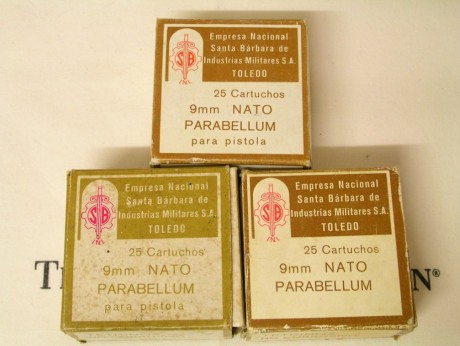 Empresa Nacional
Santa Bárbara de
Industrias Militares S.A.
TOLEDO
SB
25 Cartuchos
9mm NATO
PARABELLUM
para pistola
Empresa Nacional
Santa Bárbara de
Industrias Militares S.A.
TOLEDO
SB
25 Cartuchos
9mm NATO
PARABELLUM
para pistola
Empresa Nacional
Santa Bárbara de
Industrias Militares S.A.
TOLEDO
SB
25 Cartuchos
9mm NATO
PARABELLUM